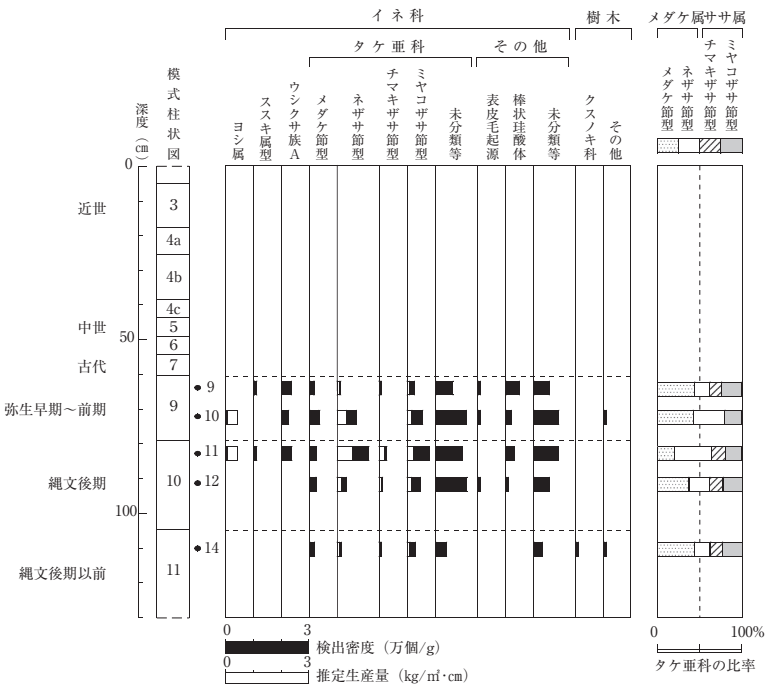 イネ科
樹木
メダケ属
ササ属
タケ亜科
その他
深度（㎝）
模式柱状図
ヨシ属
ススキ属型
ウシクサ族A
メダケ節型
ネザサ節型
チマキザサ節型
ミヤコザサ節型
未分類等
表皮毛起源
棒状珪酸体
未分類等
クスノキ科
その他
メダケ節型
ネザサ節型
チマキザサ節型
ミヤコザサ節型
0
近世
3
4a
4b
4c
中世
50
5
6
古代
7
弥生早期～前期
9
9
10
縄文後期
10
11
12
100
縄文後期以前
11
14
0 3
検出密度（万個/g）
0 3
推定生産量（kg/㎡·cm）
0 100%
タケ亜科の比率